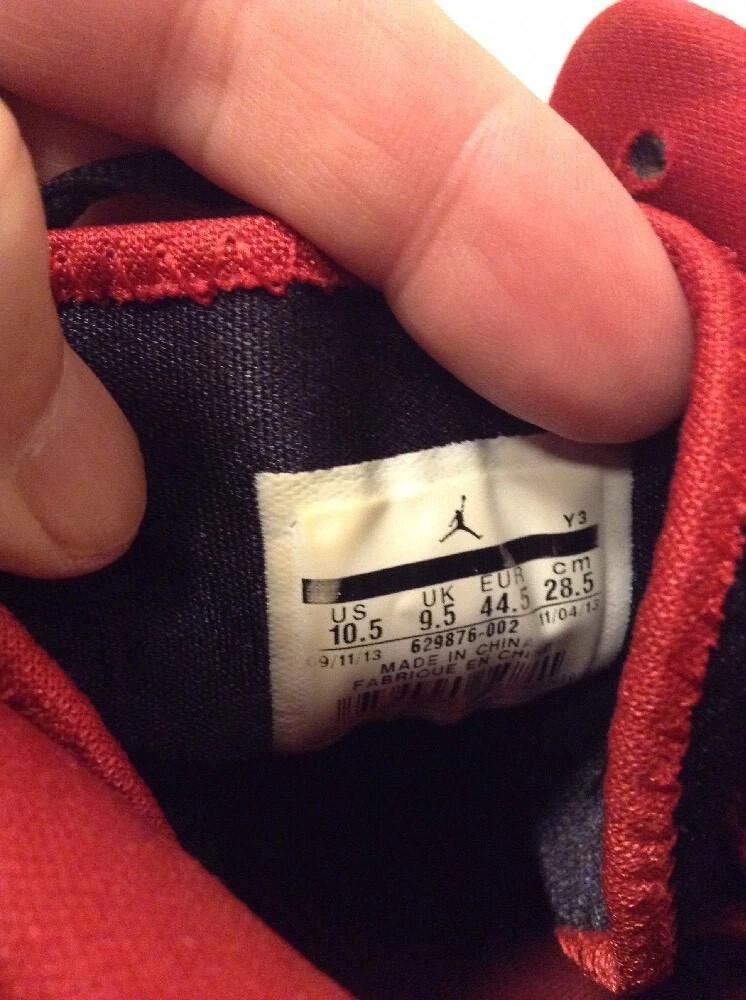 Y3
US UK EUR cm
10.5 9.5 44.5 28.5
09/11/13 629876-002 11/04/13
MADE IN CHINA
FABRIQUE EN CHINE